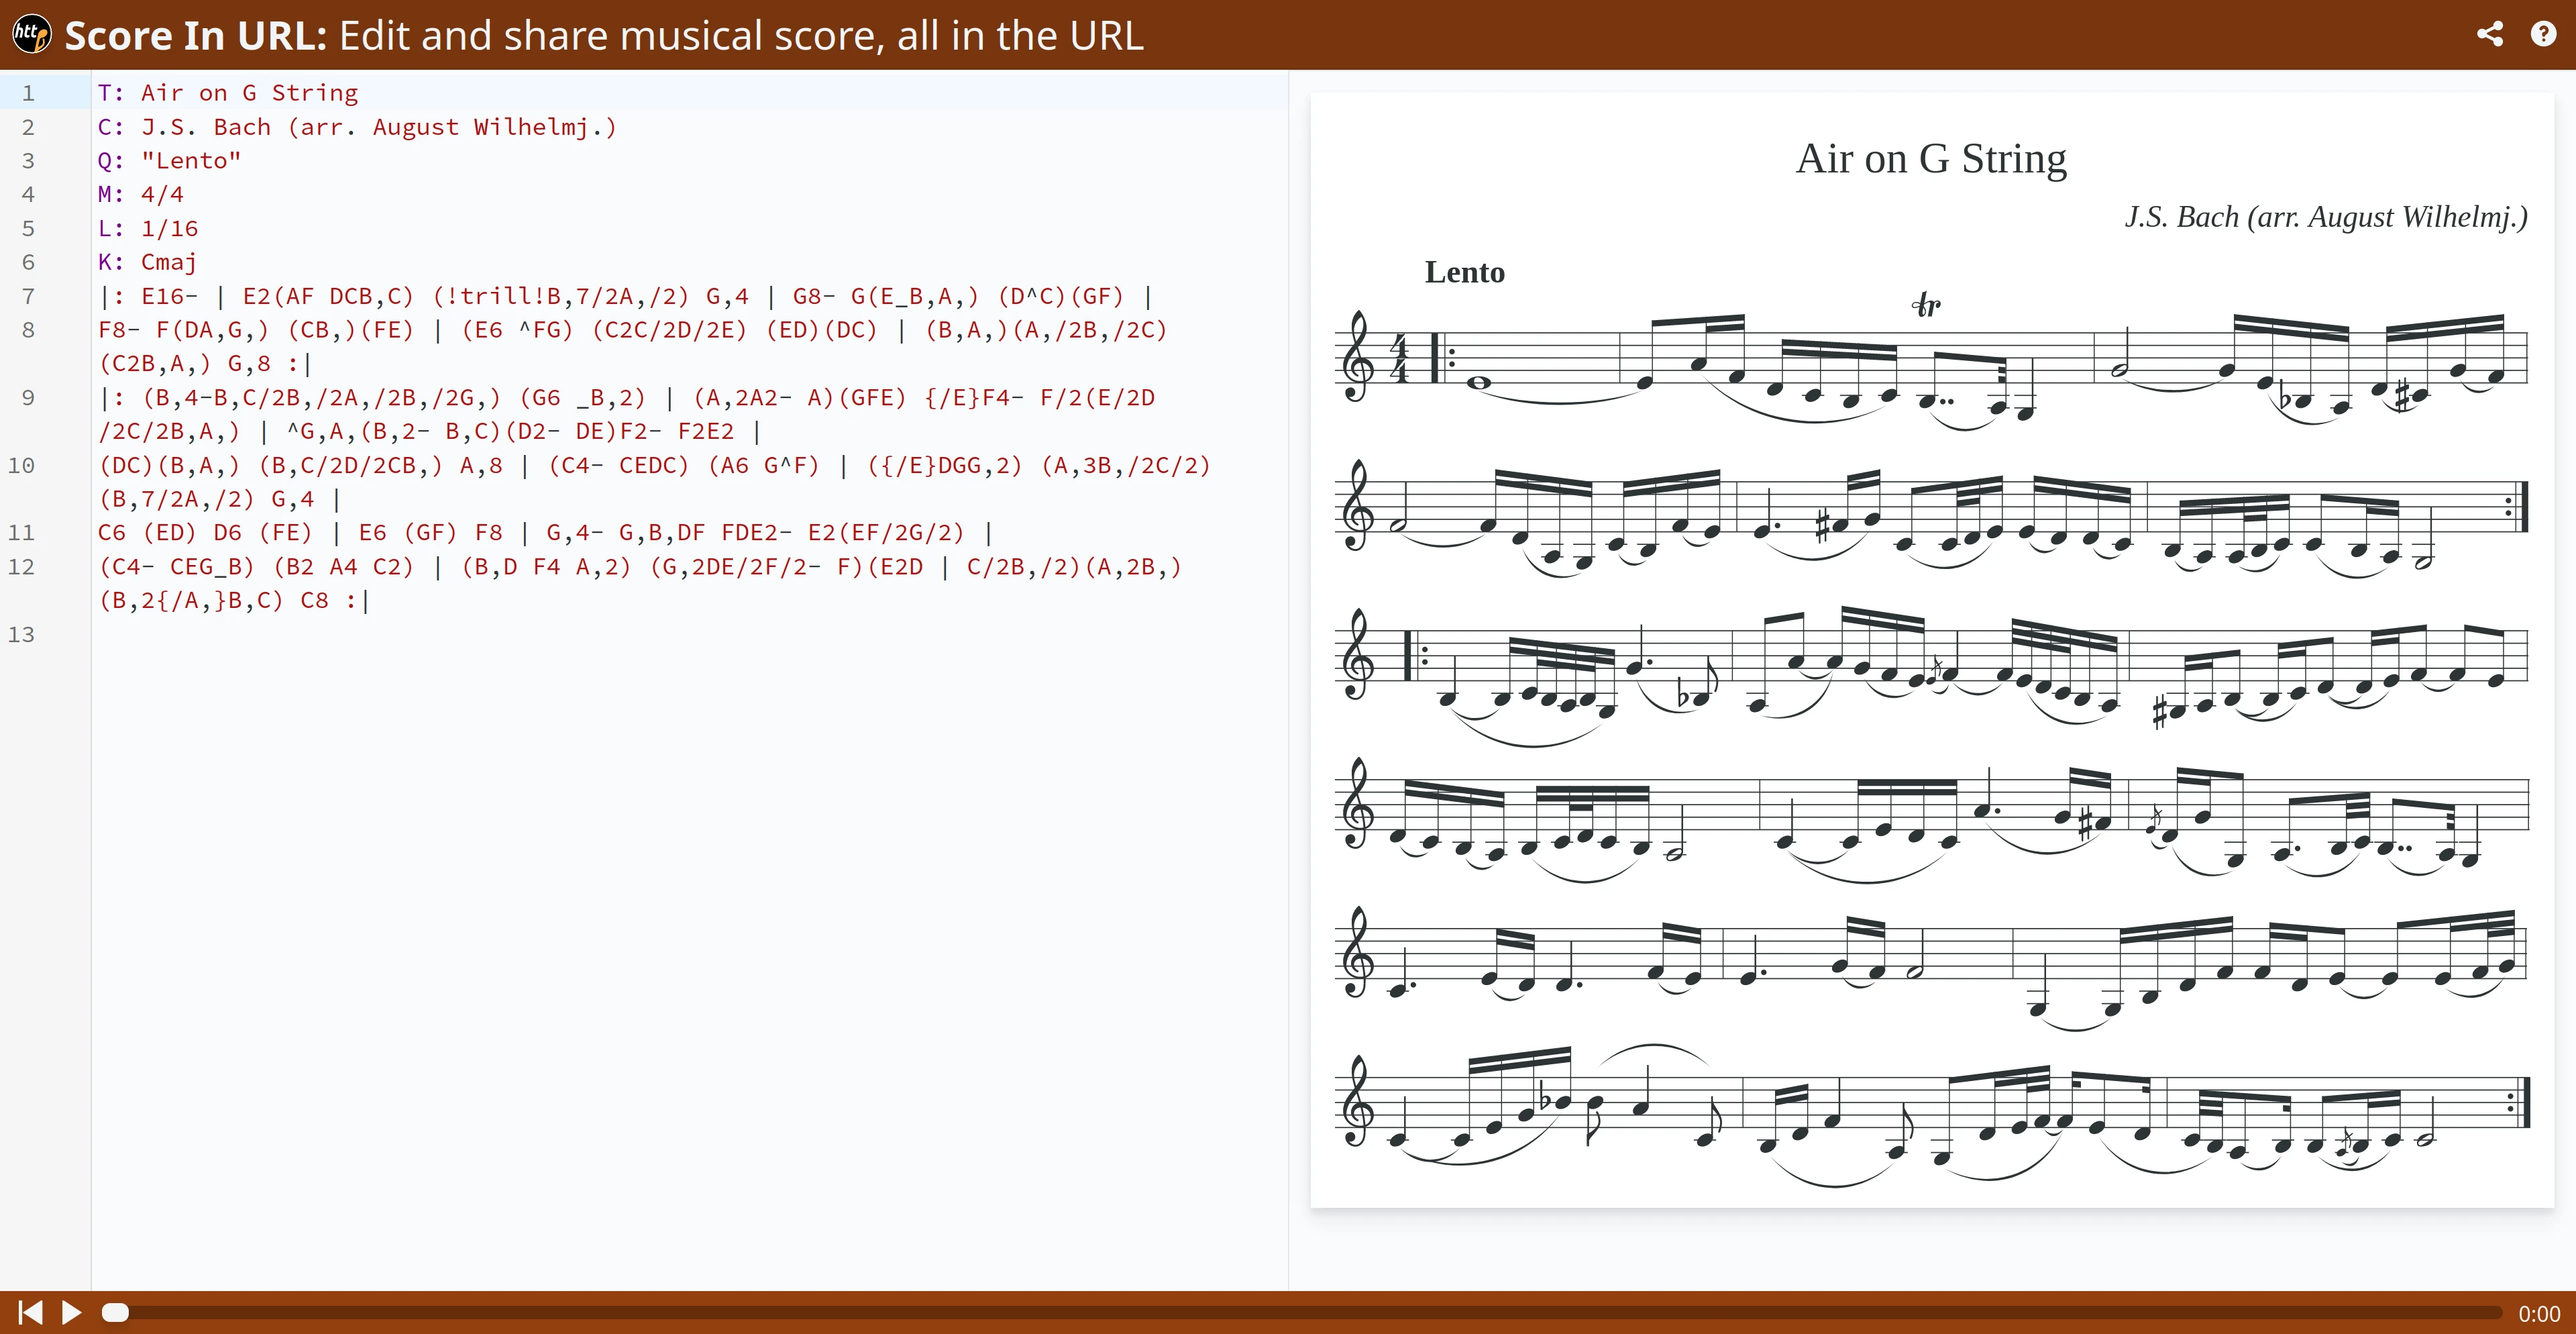 http
Score In URL: Edit and share musical score, all in the URL
1 T: Air on G String
2 C: J.S. Bach (arr. August Wilhelmj.)
3 Q: "Lento"
4 M: 4/4
5 L: 1/16
6 K: Cmaj
7 |: E16- | E2(AF DCB,C) (!trill!B,7/2A,/2) G,4 | G8- G(E_B,A,) (D^C)(GF) |
8 F8- F(DA,G,) (CB,)(FE) | (E6 ^FG) (C2C/2D/2E) (ED)(DC) | (B,A,)(A,/2B,/2C)
(C2B,A,) G,8 :|
9 |: (B,4-B,C/2B,/2A,/2B,/2G,) (G6 _B,2) | (A,2A2- A)(GFE) {/E}F4- F/2(E/2D
/2C/2B,A,) | ^G,A,(B,2- B,C)(D2- DE)F2- F2E2 |
10 (DC)(B,A,) (B,C/2D/2CB,) A,8 | (C4- CEDC) (A6 G^F) | ({/E}DGG,2) (A,3B,/2C/2)
(B,7/2A,/2) G,4 |
11 C6 (ED) D6 (FE) | E6 (GF) F8 | G,4- G,B,DF FDE2- E2(EF/2G/2) |
12 (C4- CEG_B) (B2 A4 C2) | (B,D F4 A,2) (G,2DE/2F/2- F)(E2D | C/2B,/2)(A,2B,)
(B,2{/A,}B,C) C8 :|
13
Air on G String
J.S. Bach (arr. August Wilhelmj.)
Lento
tr
4
4
0:00